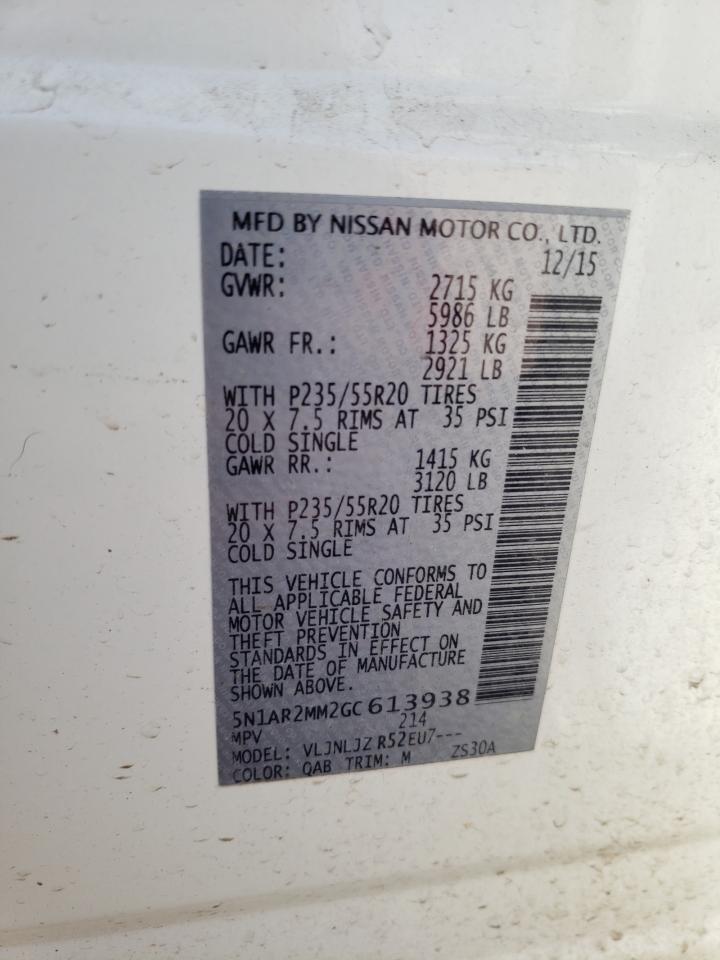 MFD BY NISSAN MOTOR CO., LTD.
DATE: 12/15
GVWR: 2715 KG
5986 LB
GAWR FR.: 1325 KG
2921 LB
WITH P235/55R20 TIRES
20 X 7.5 RIMS AT 35 PSI
COLD SINGLE
GAWR RR.: 1415 KG
3120 LB
WITH P235/55R20 TIRES
20 X 7.5 RIMS AT 35 PSI
COLD SINGLE
THIS VEHICLE CONFORMS TO
ALL APPLICABLE FEDERAL
MOTOR VEHICLE SAFETY AND
THEFT PREVENTION
STANDARDS IN EFFECT ON
THE DATE OF MANUFACTURE
SHOWN ABOVE.
5N1AR2MM2GC613938
MPV 214
MODEL: VLJNLJZ R52EU7---
COLOR: QAB TRIM: M ZS30A